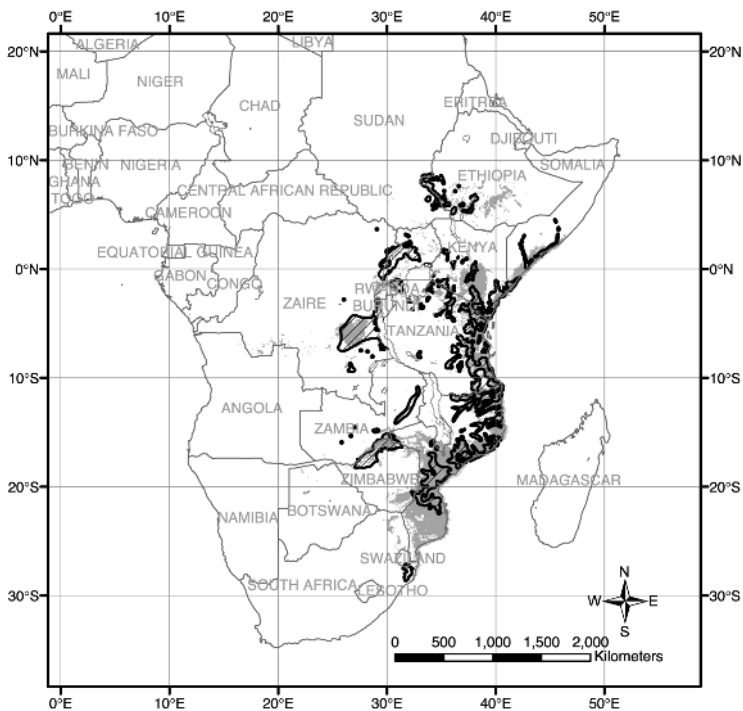 0°E 10°E 20°E 30°E 40°E 50°E
ALGERIA LIBYA
20°N 20°N
MALI NIGER
CHAD SUDAN ERITREA
BURKINA FASO DJIBOUTI
10°N 10°N
BENIN NIGERIA ETHIOPIA SOMALIA
GHANA CENTRAL AFRICAN REPUBLIC
TOGO CAMEROON
EQUATORIAL GUINEA KENYA
0°N 0°N
GABON CONGO RWANDA
ZAIRE BURUNDI
TANZANIA
10°S 10°S
ANGOLA
ZAMBIA
ZIMBABWE MADAGASCAR
20°S 20°S
NAMIBIA BOTSWANA
SWAZILAND
SOUTH AFRICA LESOTHO
30°S 30°S
N
W E
S
0 500 1,000 1,500 2,000
Kilometers
0°E 10°E 20°E 30°E 40°E 50°E